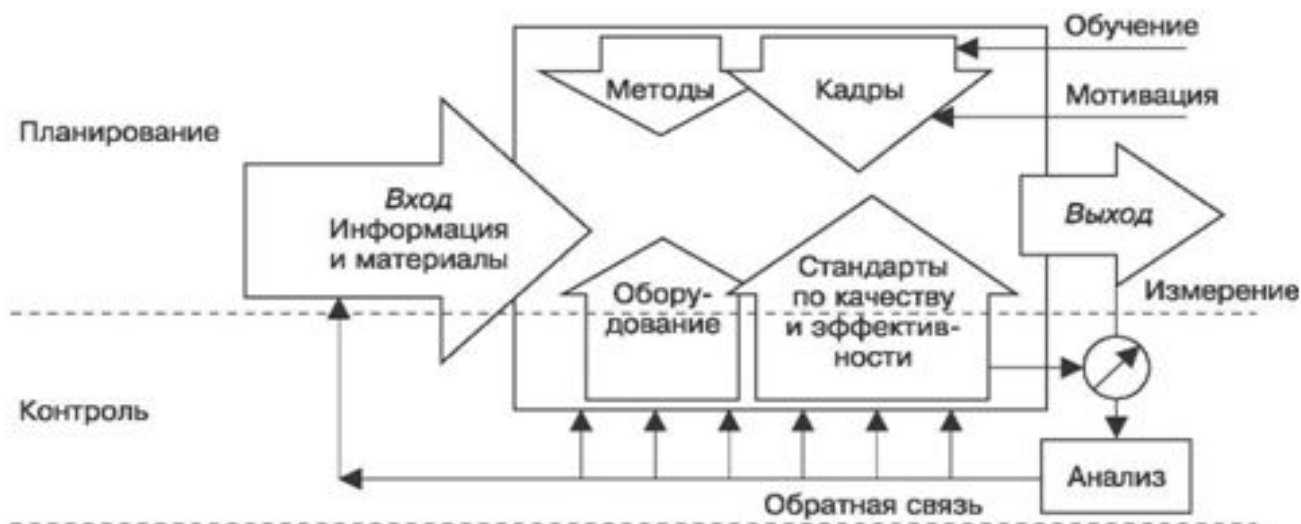 Обучение
Методы
Кадры
Мотивация
Планирование
Вход
Информация
и материалы
Выход
Стандарты
по качеству
и эффектив-
ности
Обору-
дование
Измерение
Контроль
Анализ
Обратная связь